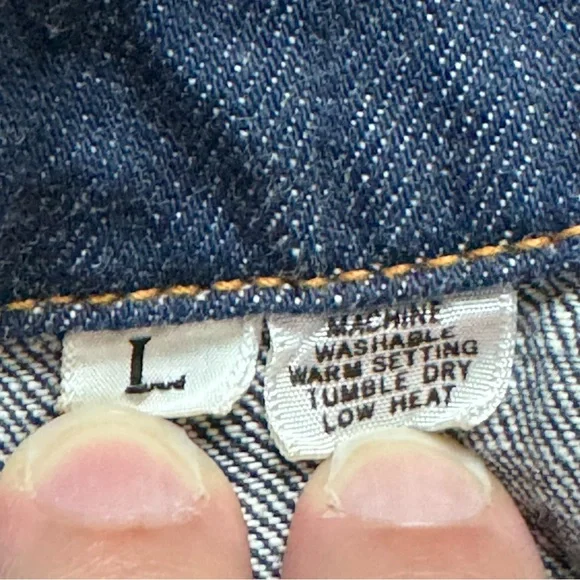 L
MACHINE
WASHABLE
WARM SETTING
TUMBLE DRY
LOW HEAT